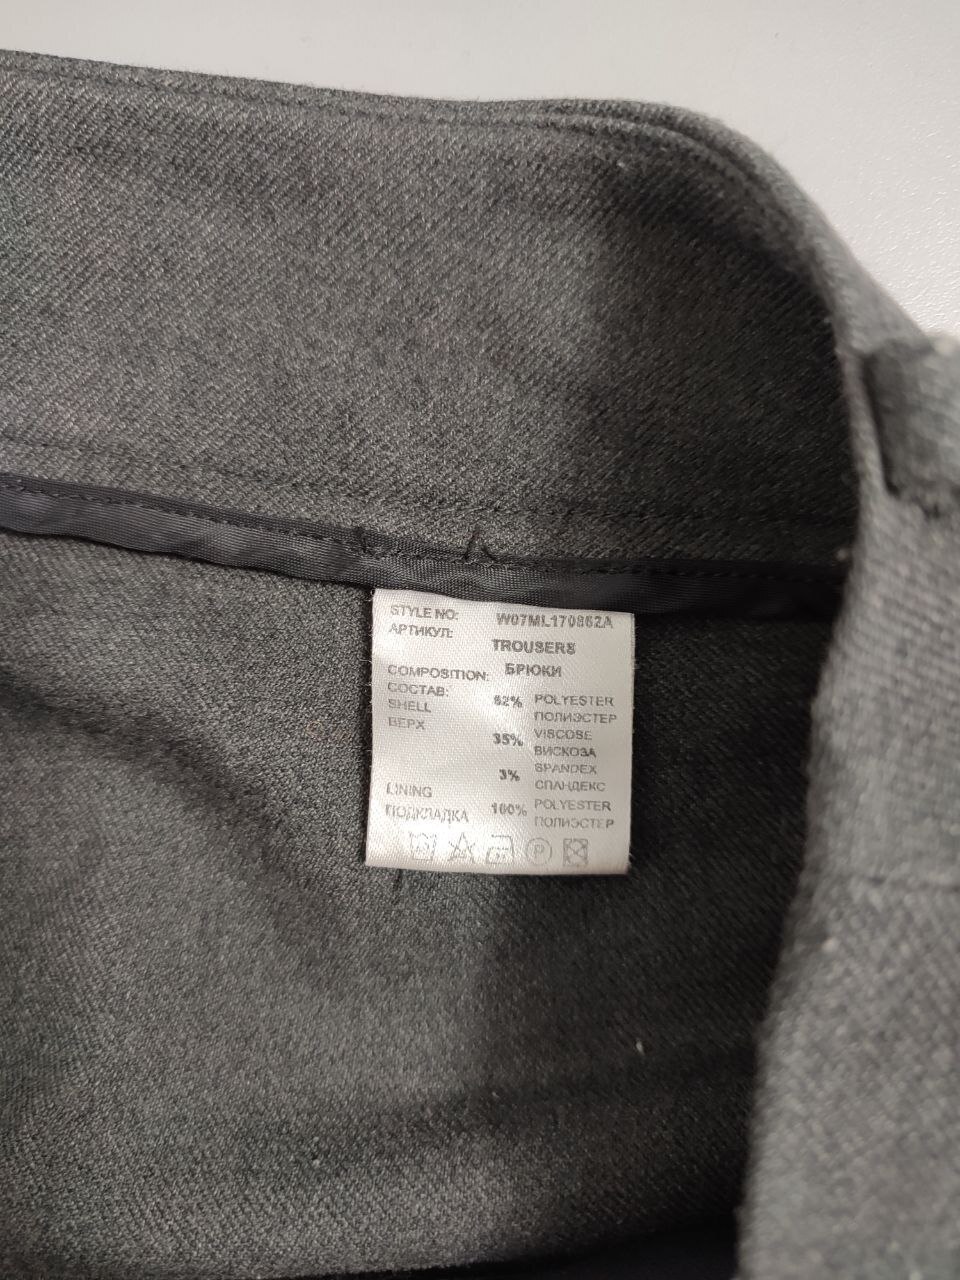 STYLE NO: W07ML170862A
АРТИКУЛ: TROUSERS
COMPOSITION: БРЮКИ
СОСТАВ: 62% POLYESTER
SHELL ПОЛИЭСТЕР
ВЕРХ 35% VISCOSE
ВИСКОЗА
3% SPANDEX
СПАНДЕКС
LINING 100% POLYESTER
ПОДКЛАДКА ПОЛИЭСТЕР
P